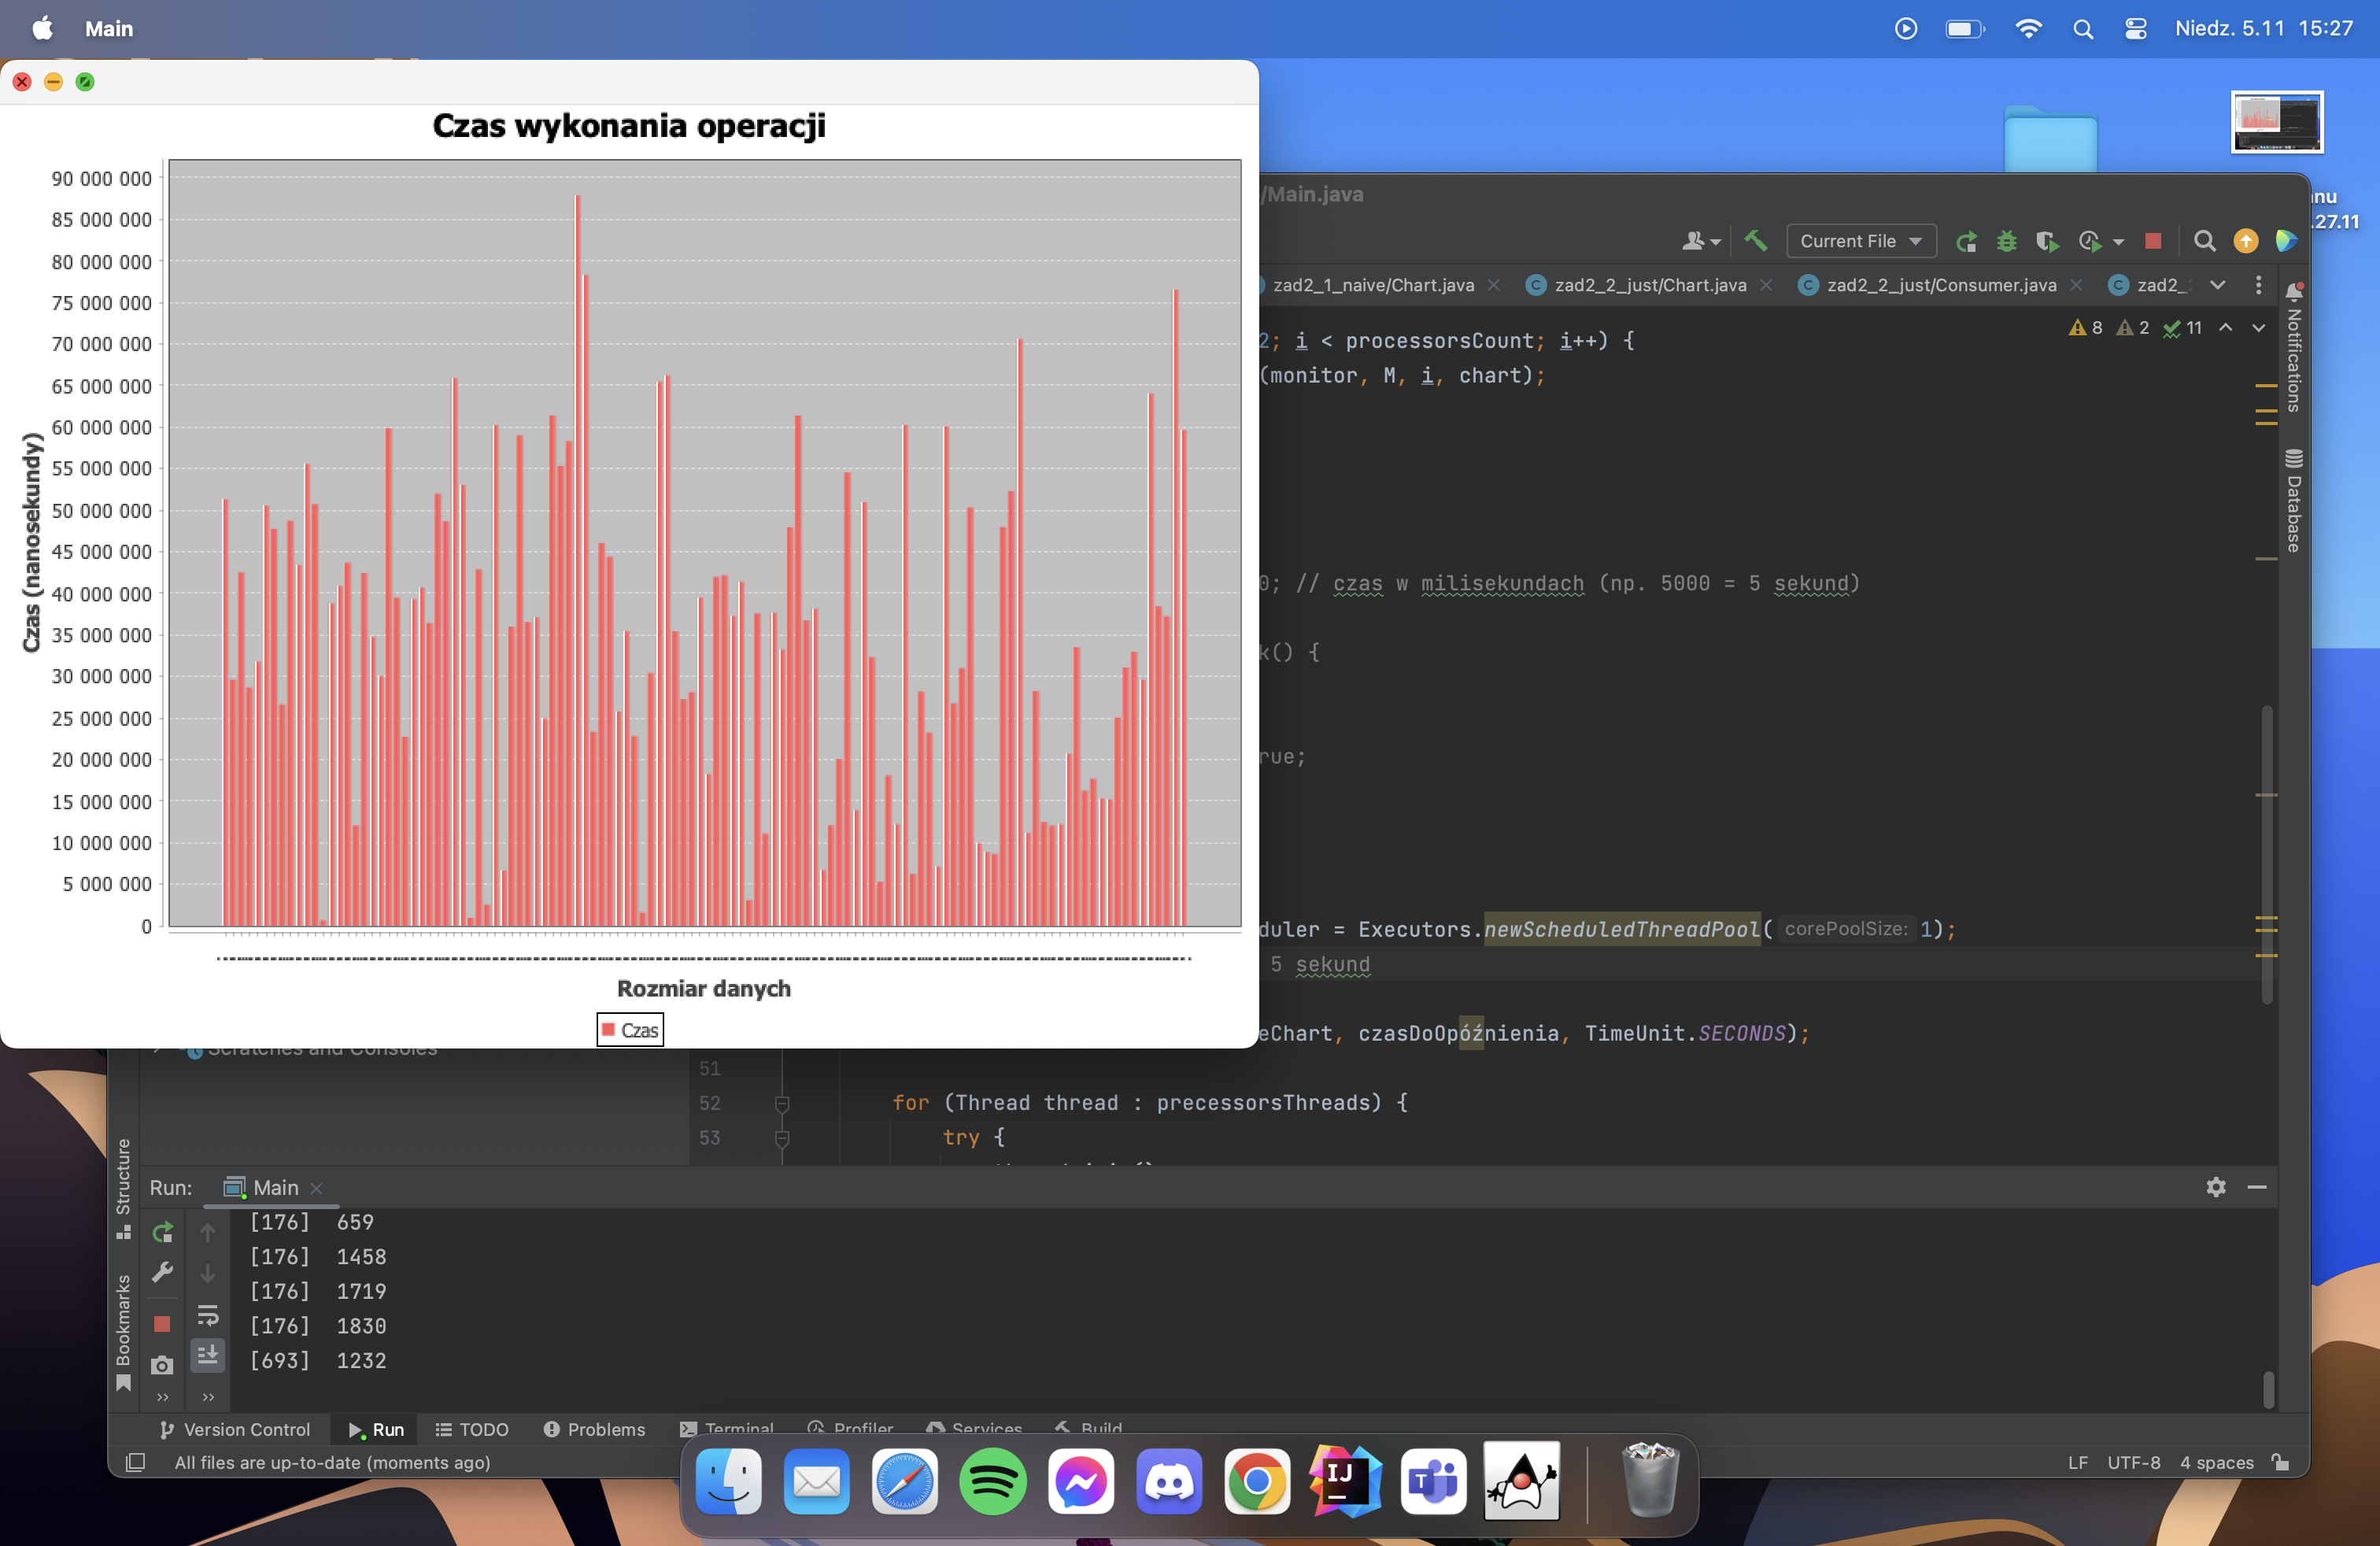 Main
Niedz. 5.11 15:27
Czas wykonania operacji
90 000 000
85 000 000
80 000 000
75 000 000
70 000 000
65 000 000
60 000 000
55 000 000
50 000 000
45 000 000
40 000 000
35 000 000
30 000 000
25 000 000
20 000 000
15 000 000
10 000 000
5 000 000
0
Czas (nanosekundy)
Rozmiar danych
Czas
nu
.27.11
/Main.java
Current File
zad2_1_naive/Chart.java
zad2_2_just/Chart.java
zad2_2_just/Consumer.java
zad2_
8 2 11
2; i < processorsCount; i++) {
(monitor, M, i, chart);
0; // czas w milisekundach (np. 5000 = 5 sekund)
k() {
rue;
duler = Executors.newScheduledThreadPool( corePoolSize: 1);
5 sekund
eChart, czasDoOpóźnienia, TimeUnit.SECONDS);
51
52 for (Thread thread : precessorsThreads) {
53 try {
Notifications
Database
Scratches and Consoles
Structure
Bookmarks
Run: Main
[176] 659
[176] 1458
[176] 1719
[176] 1830
[693] 1232
Version Control Run TODO Problems Terminal Profiler Services Build
All files are up-to-date (moments ago)
LF UTF-8 4 spaces
IJ
T